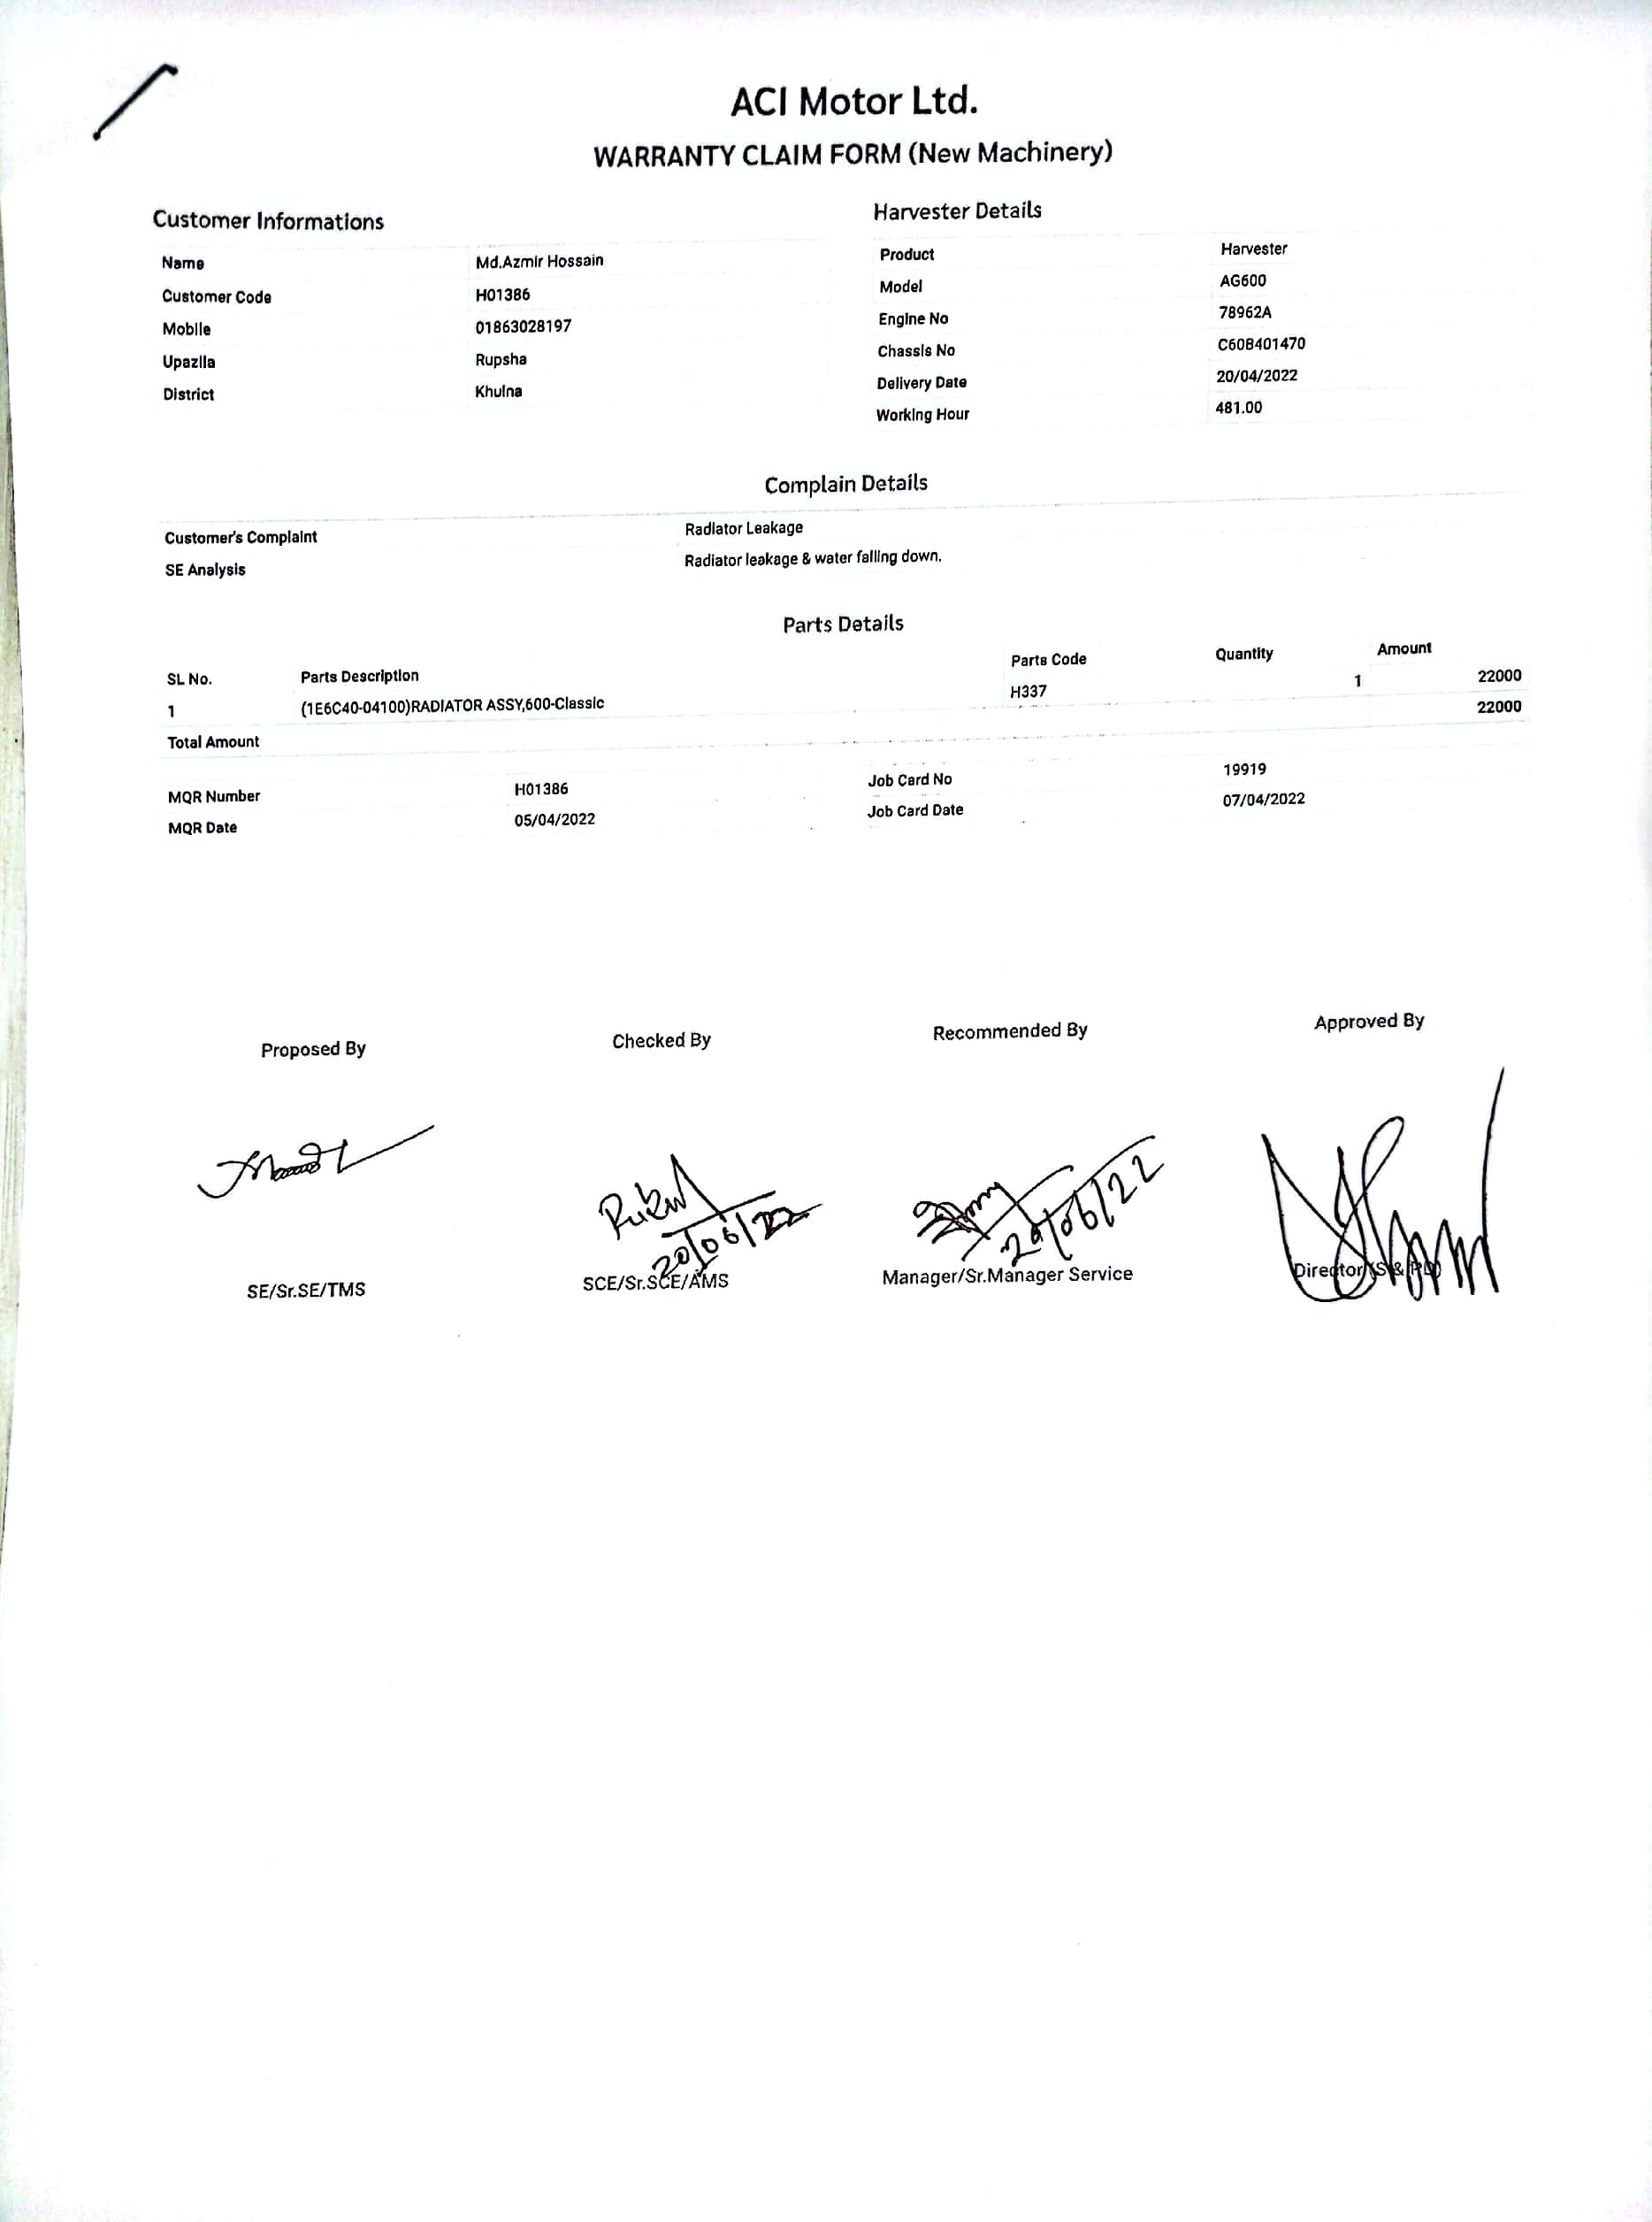 ACI Motor Ltd.
WARRANTY CLAIM FORM (New Machinery)
Customer Informations
Name Md.Azmir Hossain
Customer Code H01386
Mobile 01863028197
Upazila Rupsha
District Khulna
Harvester Details
Product Harvester
Model AG600
Engine No 78962A
Chassis No C60B401470
Delivery Date 20/04/2022
Working Hour 481.00
Complain Details
Customer's Complaint Radiator Leakage
SE Analysis Radiator leakage & water falling down.
Parts Details
SL No. Parts Description Parts Code Quantity Amount
1 (1E6C40-04100)RADIATOR ASSY,600-Classic H337 1 22000
Total Amount 22000
MQR Number H01386 Job Card No 19919
MQR Date 05/04/2022 Job Card Date 07/04/2022
Proposed By Checked By Recommended By Approved By
20/06/22 29/06/22
SE/Sr.SE/TMS SCE/Sr.SCE/AMS Manager/Sr.Manager Service Director